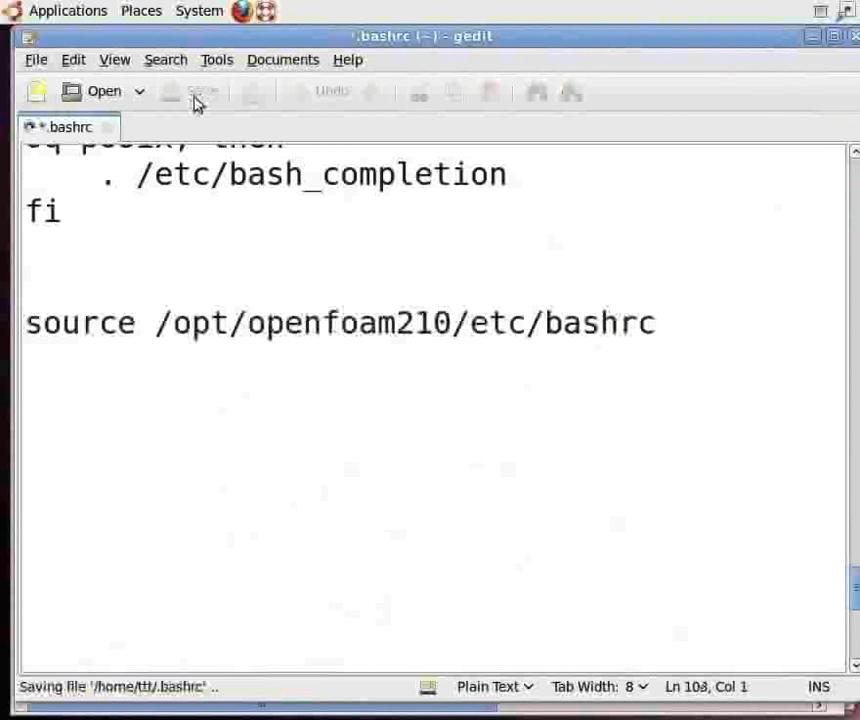 Applications Places System
*.bashrc (~) - gedit
File Edit View Search Tools Documents Help
Open Save Undo
*.bashrc
. /etc/bash_completion
fi
source /opt/openfoam210/etc/bashrc
Saving file '/home/ttt/.bashrc' ..
Plain Text Tab Width: 8 Ln 103, Col 1 INS